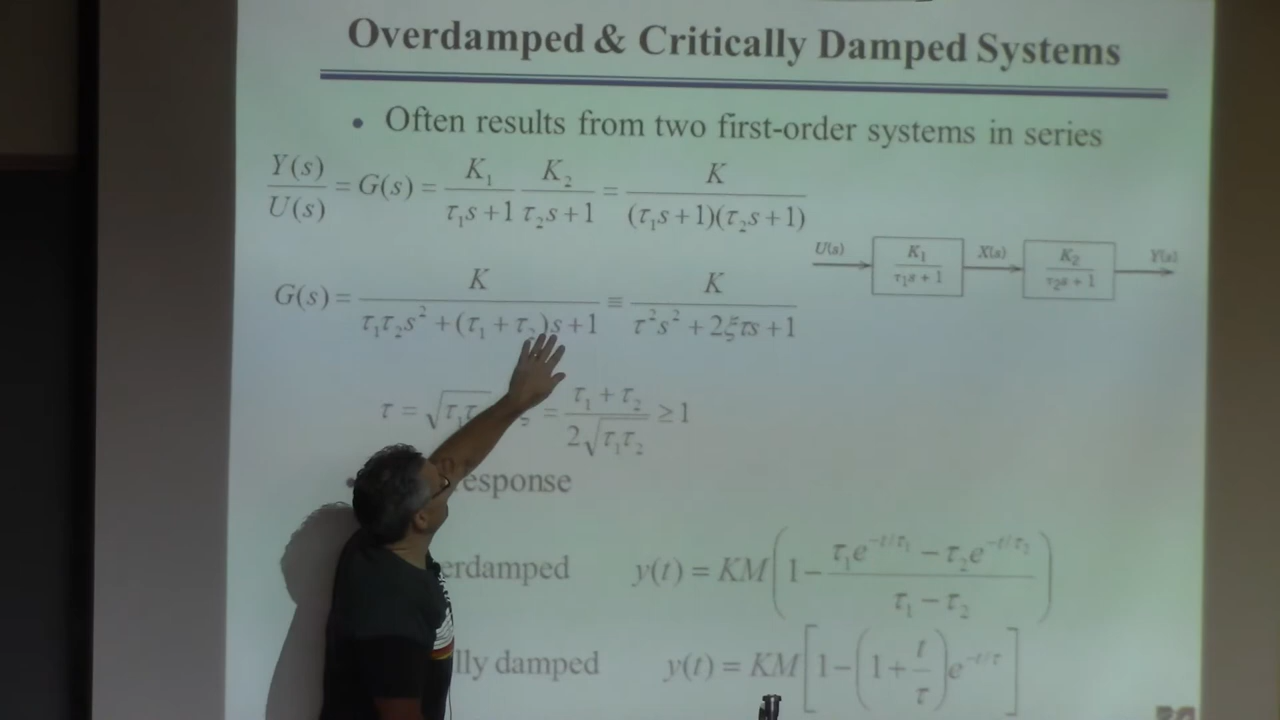 Overdamped & Critically Damped Systems
• Often results from two first-order systems in series
Y(s)/U(s) = G(s) = K₁/(τ₁s+1) K₂/(τ₂s+1) = K/((τ₁s+1)(τ₂s+1))
U(s) K₁/(τ₁s+1) X(s) K₂/(τ₂s+1) Y(s)
G(s) = K/(τ₁τ₂s² + (τ₁+τ₂)s+1) ≡ K/(τ²s² + 2ξτs+1)
τ = √τ₁τ = (τ₁+τ₂)/(2√τ₁τ₂) ≥ 1
esponse
erdamped y(t) = KM(1 − (τ₁e^(−t/τ₁) − τ₂e^(−t/τ₂))/(τ₁−τ₂))
lly damped y(t) = KM[1−(1+t/τ)e^(−t/τ)]